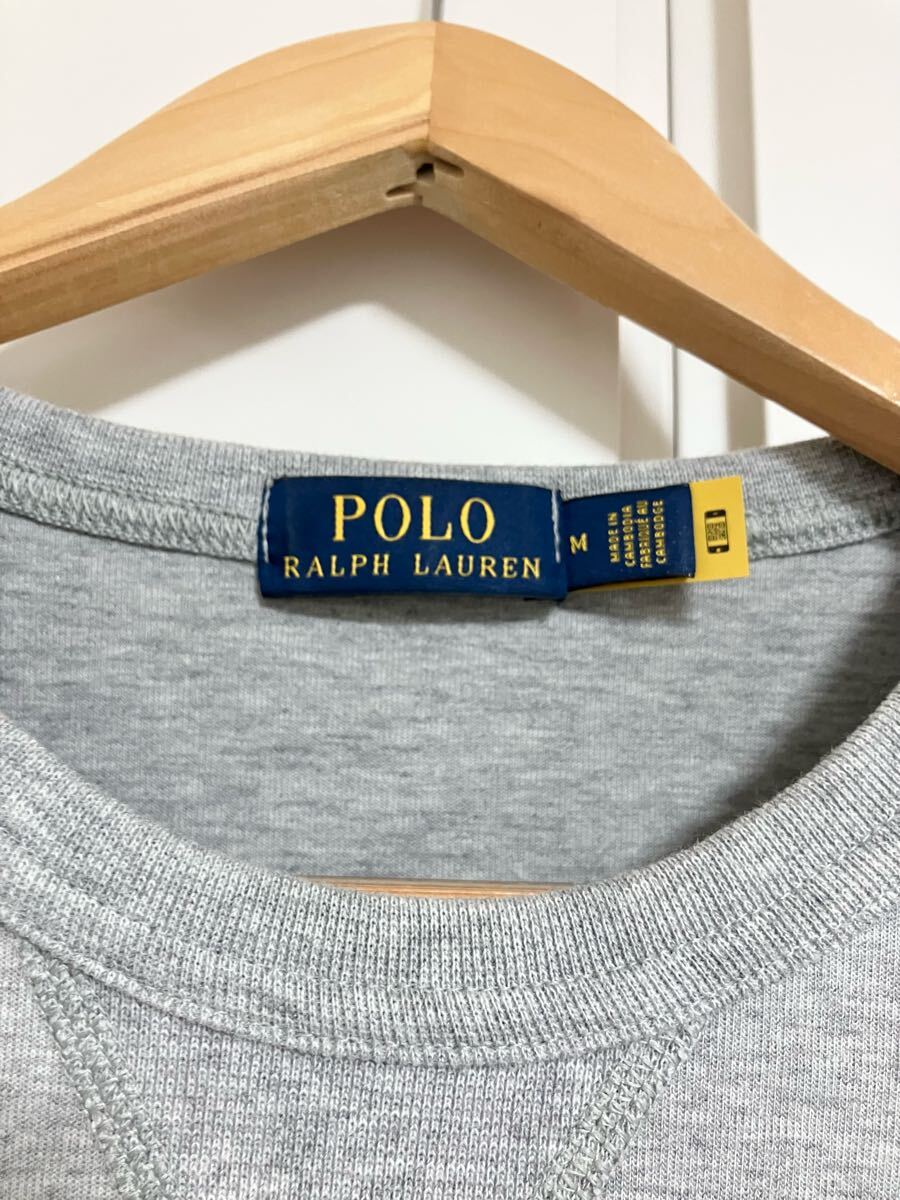 POLO
RALPH LAUREN
M
MADE IN
CAMBODIA
FABRIQUÉ AU
CAMBODGE